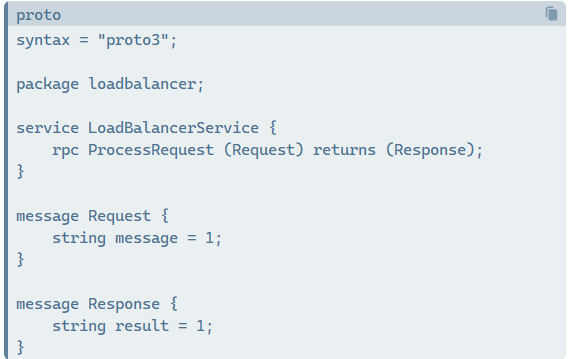 proto
syntax = "proto3";
package loadbalancer;
service LoadBalancerService {
    rpc ProcessRequest (Request) returns (Response);
}
message Request {
    string message = 1;
}
message Response {
    string result = 1;
}